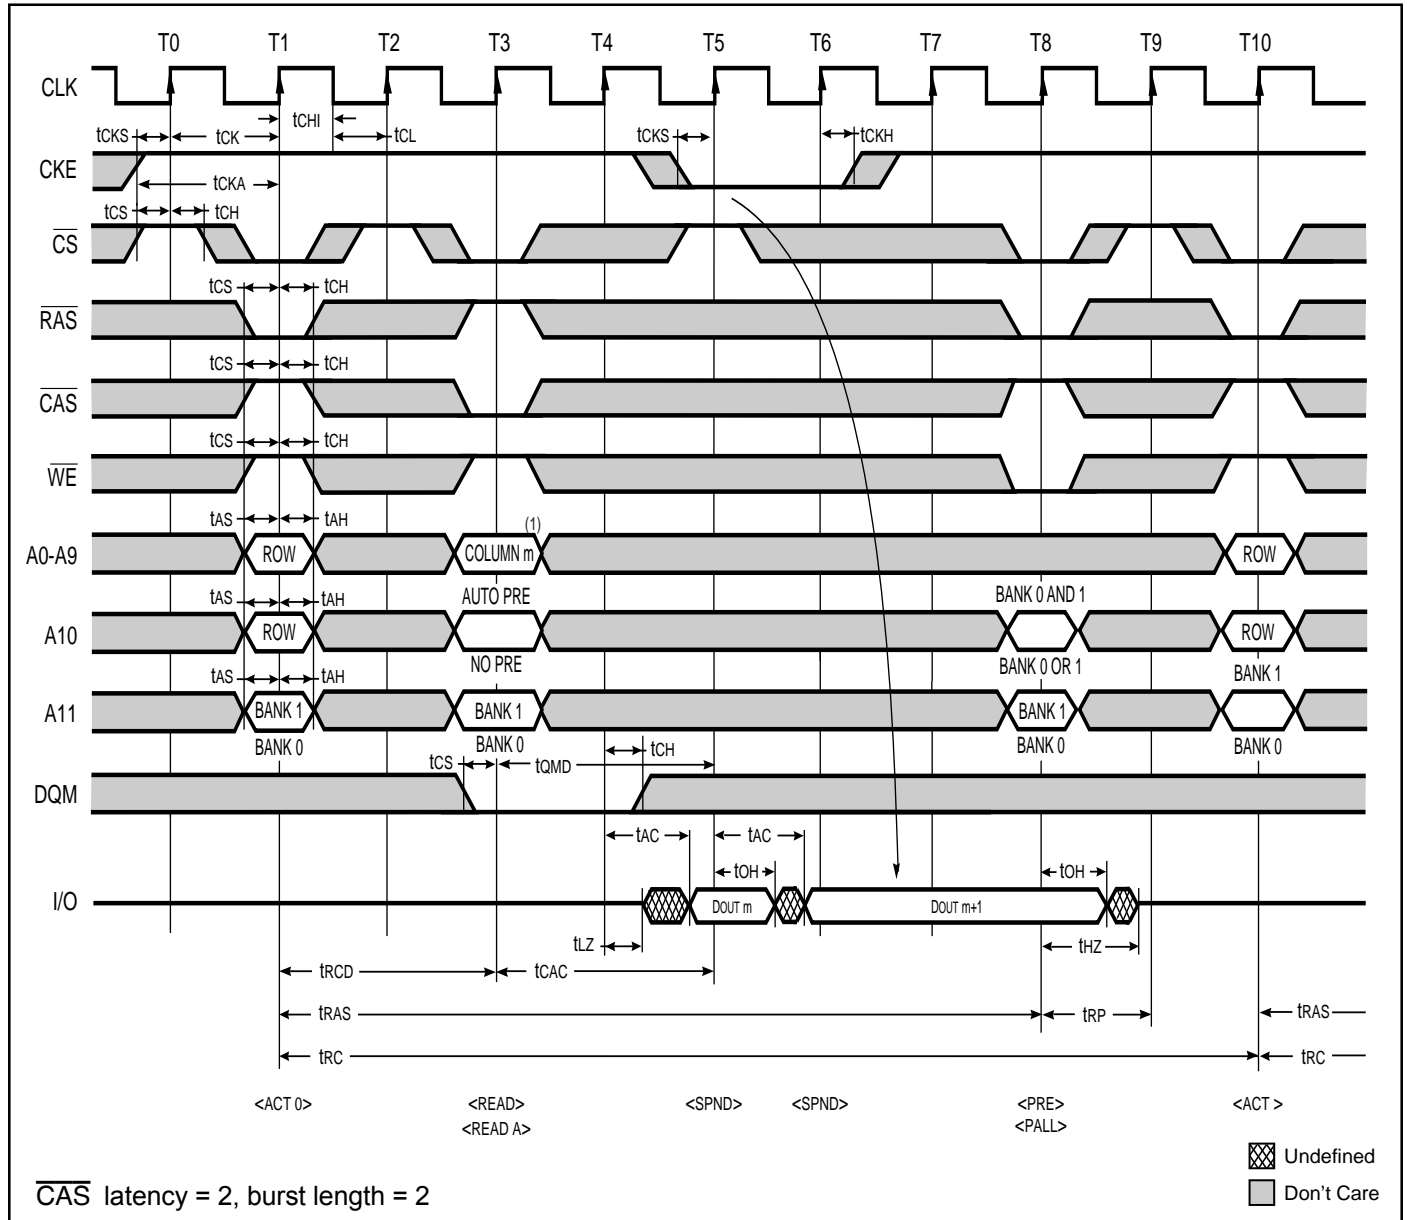 T0 T1 T2 T3 T4 T5 T6 T7 T8 T9 T10
CLK
tCHI
tCKS tCK tCL tCKS tCKH
CKE
tCKA
tCS tCH
CS
tCS tCH
RAS
tCS tCH
CAS
tCS tCH
WE
tAS tAH (1)
A0-A9 ROW COLUMN m ROW
tAS tAH AUTO PRE BANK 0 AND 1
A10 ROW ROW
NO PRE BANK 0 OR 1 BANK 1
tAS tAH
A11 BANK 1 BANK 1 BANK 1
BANK 0 BANK 0 BANK 0 BANK 0
tCH
tCS tQMD
DQM
tAC tAC
tOH tOH
I/O DOUT m DOUT m+1
tLZ tHZ
tRCD tCAC
tRAS tRP tRAS
tRC tRC
<ACT 0> <READ> <SPND> <SPND> <PRE> <ACT >
<READ A> <PALL>
Undefined
CAS latency = 2, burst length = 2
Don't Care